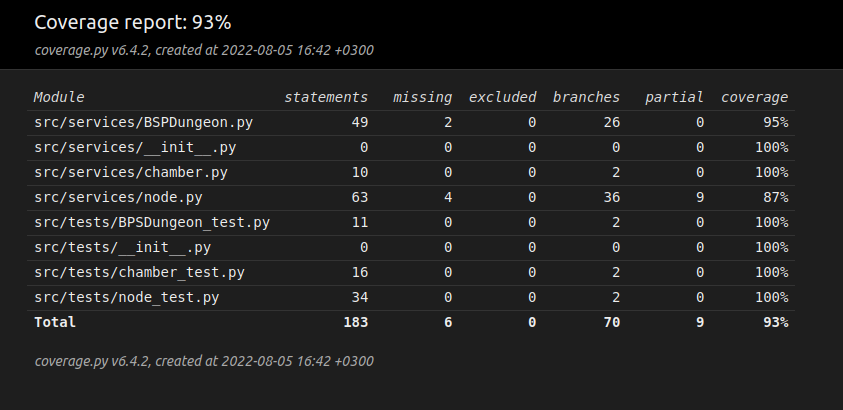 Coverage report: 93%
coverage.py v6.4.2, created at 2022-08-05 16:42 +0300
Module statements missing excluded branches partial coverage
src/services/BSPDungeon.py 49 2 0 26 0 95%
src/services/__init__.py 0 0 0 0 0 100%
src/services/chamber.py 10 0 0 2 0 100%
src/services/node.py 63 4 0 36 9 87%
src/tests/BPSDungeon_test.py 11 0 0 2 0 100%
src/tests/__init__.py 0 0 0 0 0 100%
src/tests/chamber_test.py 16 0 0 2 0 100%
src/tests/node_test.py 34 0 0 2 0 100%
Total 183 6 0 70 9 93%
coverage.py v6.4.2, created at 2022-08-05 16:42 +0300